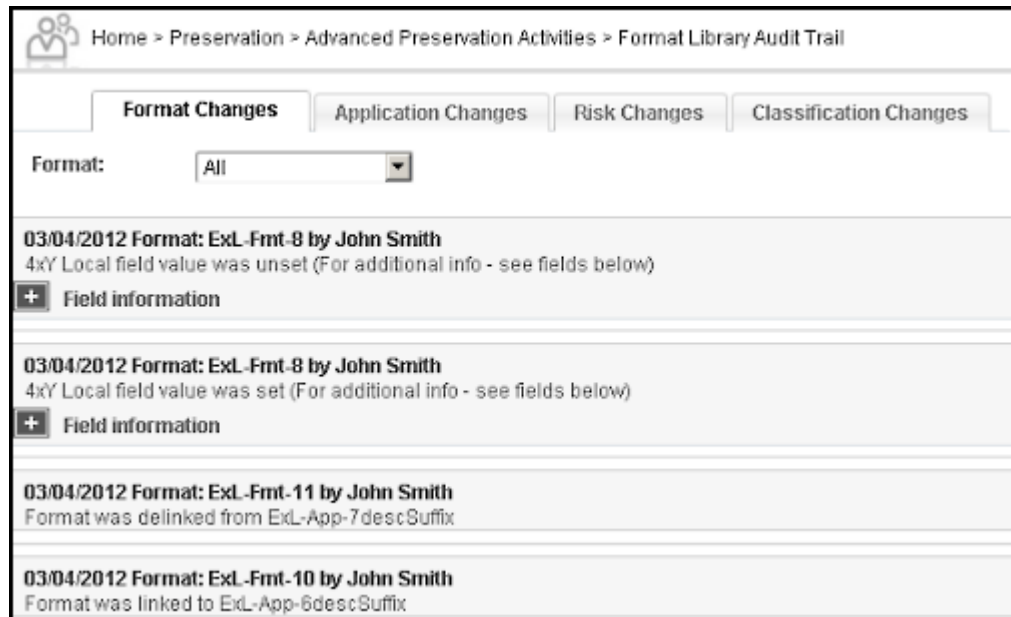 Home > Preservation > Advanced Preservation Activities > Format Library Audit Trail
Format Changes Application Changes Risk Changes Classification Changes
Format: All
03/04/2012 Format: ExL-Fmt-8 by John Smith
4xY Local field value was unset (For additional info - see fields below)
+ Field information
03/04/2012 Format: ExL-Fmt-8 by John Smith
4xY Local field value was set (For additional info - see fields below)
+ Field information
03/04/2012 Format: ExL-Fmt-11 by John Smith
Format was delinked from ExL-App-7descSuffix
03/04/2012 Format: ExL-Fmt-10 by John Smith
Format was linked to ExL-App-6descSuffix